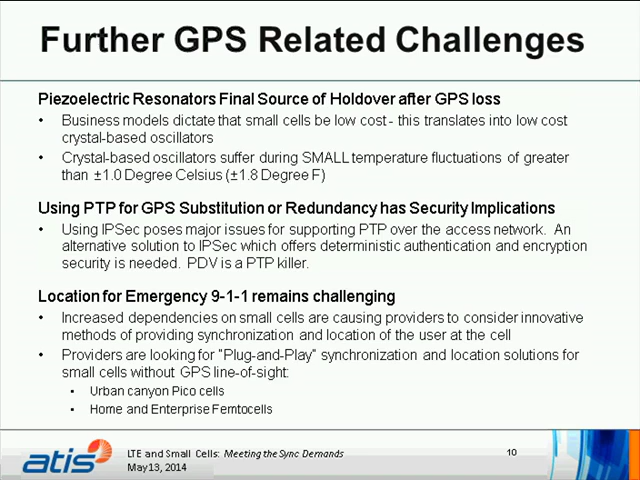 Further GPS Related Challenges
Piezoelectric Resonators Final Source of Holdover after GPS loss
• Business models dictate that small cells be low cost - this translates into low cost
crystal-based oscillators
• Crystal-based oscillators suffer during SMALL temperature fluctuations of greater
than ±1.0 Degree Celsius (±1.8 Degree F)
Using PTP for GPS Substitution or Redundancy has Security Implications
• Using IPSec poses major issues for supporting PTP over the access network. An
alternative solution to IPSec which offers deterministic authentication and encryption
security is needed. PDV is a PTP killer.
Location for Emergency 9-1-1 remains challenging
• Increased dependencies on small cells are causing providers to consider innovative
methods of providing synchronization and location of the user at the cell
• Providers are looking for "Plug-and-Play" synchronization and location solutions for
small cells without GPS line-of-sight:
• Urban canyon Pico cells
• Home and Enterprise Femtocells
atis
LTE and Small Cells: Meeting the Sync Demands
May13, 2014
10